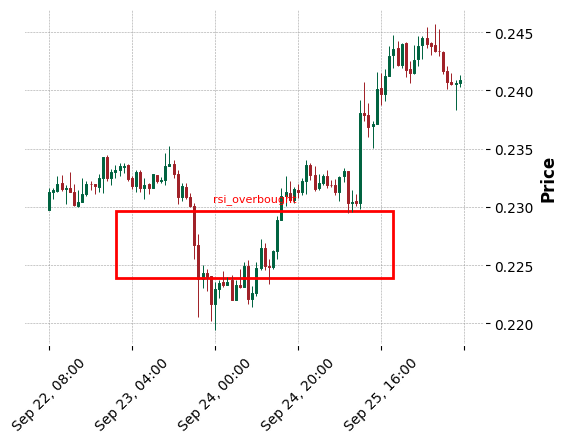 0.245
0.240
0.235
0.230
0.225
0.220
Price
rsi_overbought
Sep 22, 08:00
Sep 23, 04:00
Sep 24, 00:00
Sep 24, 20:00
Sep 25, 16:00